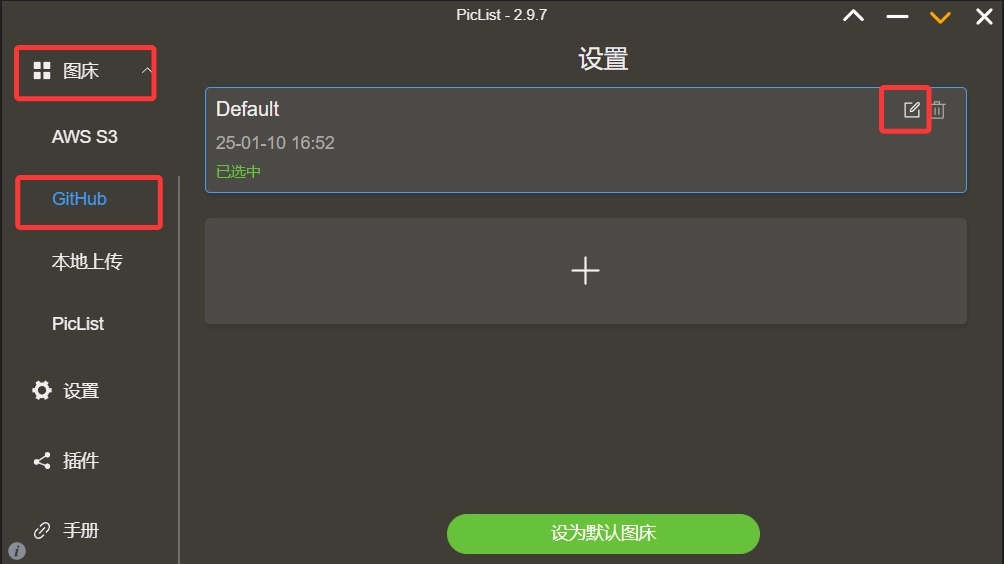 PicList - 2.9.7
图床
AWS S3
GitHub
本地上传
PicList
设置
插件
手册
设置
Default
25-01-10 16:52
已选中
设为默认图床